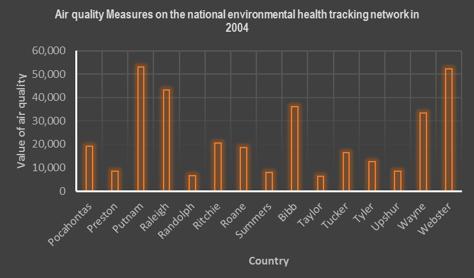 Air quality Measures on the national environmental health tracking network in
2004
Value of air quality
60,000
50,000
40,000
30,000
20,000
10,000
0
Pocahontas
Preston
Putnam
Raleigh
Randolph
Ritchie
Roane
Summers
Bibb
Taylor
Tucker
Tyler
Upshur
Wayne
Webster
Country